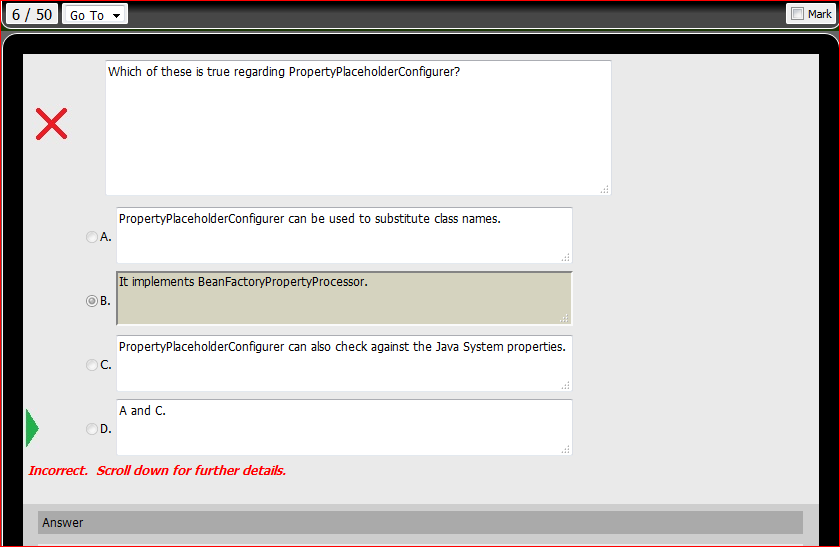 6 / 50 Go To Mark
Which of these is true regarding PropertyPlaceholderConfigurer?
A. PropertyPlaceholderConfigurer can be used to substitute class names.
B. It implements BeanFactoryPropertyProcessor.
C. PropertyPlaceholderConfigurer can also check against the Java System properties.
D. A and C.
Incorrect. Scroll down for further details.
Answer